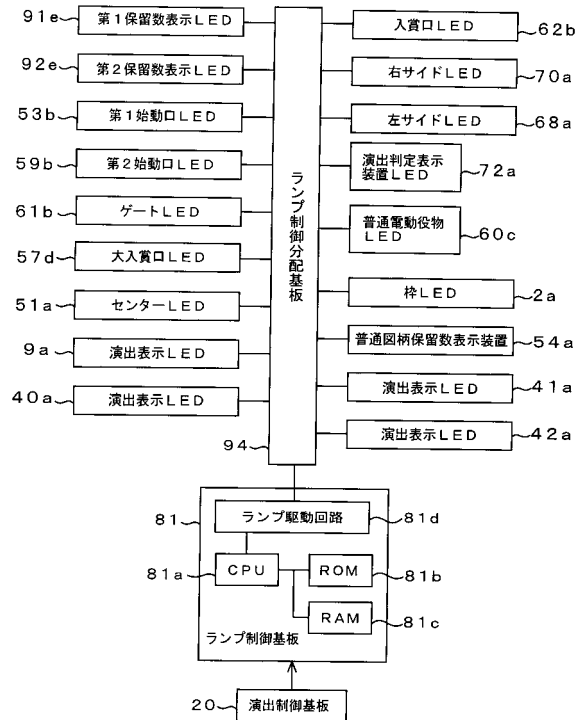 91e 第1保留数表示LED
92e 第2保留数表示LED
53b 第1始動口LED
59b 第2始動口LED
61b ゲートLED
57d 大入賞口LED
51a センターLED
9a 演出表示LED
40a 演出表示LED
94
ランプ制御分配基板
入賞口LED 62b
右サイドLED 70a
左サイドLED 68a
演出判定表示
装置LED 72a
普通電動役物
LED 60c
枠LED 2a
普通図柄保留数表示装置 54a
演出表示LED 41a
演出表示LED 42a
81 ランプ駆動回路 81d
81a CPU ROM 81b
RAM 81c
ランプ制御基板
20 演出制御基板